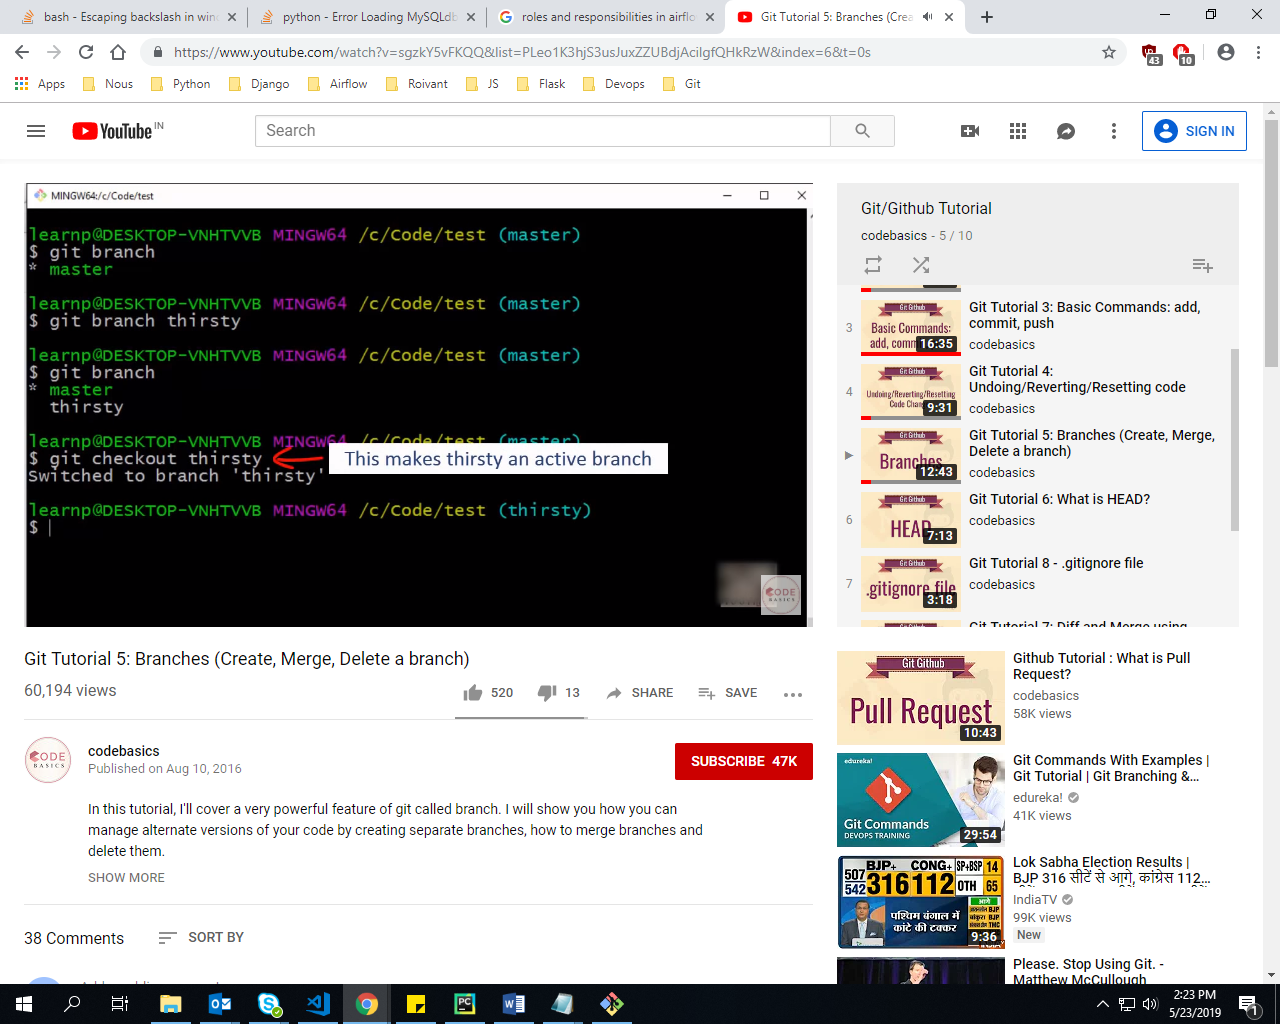 bash - Escaping backslash in win
python - Error Loading MySQLdb
roles and responsibilities in airflo
Git Tutorial 5: Branches (Crea
https://www.youtube.com/watch?v=sgzkY5vFKQQ&list=PLeo1K3hjS3usJuxZZUBdjAcilgfQHkRzW&index=6&t=0s
43
10
Apps
Nous
Python
Django
Airflow
Roivant
JS
Flask
Devops
Git
YouTube IN
Search
SIGN IN
MINGW64:/c/Code/test
learnp@DESKTOP-VNHTVVB MINGW64 /c/Code/test (master)
$ git branch
* master
learnp@DESKTOP-VNHTVVB MINGW64 /c/Code/test (master)
$ git branch thirsty
learnp@DESKTOP-VNHTVVB MINGW64 /c/Code/test (master)
$ git branch
* master
thirsty
learnp@DESKTOP-VNHTVVB MINGW64 /c/Code/test (master)
$ git checkout thirsty
This makes thirsty an active branch
Switched to branch 'thirsty'
learnp@DESKTOP-VNHTVVB MINGW64 /c/Code/test (thirsty)
$
CODE
BASICS
Git Tutorial 5: Branches (Create, Merge, Delete a branch)
60,194 views
520
13
SHARE
SAVE
CODE
BASICS
codebasics
Published on Aug 10, 2016
SUBSCRIBE 47K
In this tutorial, I'll cover a very powerful feature of git called branch. I will show you how you can
manage alternate versions of your code by creating separate branches, how to merge branches and
delete them.
SHOW MORE
38 Comments
SORT BY
Git/Github Tutorial
codebasics - 5 / 10
3
Git Github
Basic Commands:
add, comm
16:35
Git Tutorial 3: Basic Commands: add,
commit, push
codebasics
4
Git Github
Undoing/Reverting/Resetting
Code Chan
9:31
Git Tutorial 4:
Undoing/Reverting/Resetting code
codebasics
Git Github
Branches
12:43
Git Tutorial 5: Branches (Create, Merge,
Delete a branch)
codebasics
6
Git Github
HEAD
7:13
Git Tutorial 6: What is HEAD?
codebasics
7
Git Github
.gitignore file
3:18
Git Tutorial 8 - .gitignore file
codebasics
Git Tutorial 7: Diff and Merge using
Git Github
Pull Request
10:43
Github Tutorial : What is Pull
Request?
codebasics
58K views
edureka!
Git Commands
DEVOPS TRAINING
29:54
Git Commands With Examples |
Git Tutorial | Git Branching &...
edureka!
41K views
507
542
BJP+
316
CONG+
112
SP+BSP 14
OTH 65
पश्चिम बंगाल में
कांटे की टक्कर
आगे
9:36
Lok Sabha Election Results |
BJP 316 सीटें से आगे, कांग्रेस 112...
IndiaTV
99K views
New
Please. Stop Using Git. -
Matthew McCullough
2:23 PM
5/23/2019
1